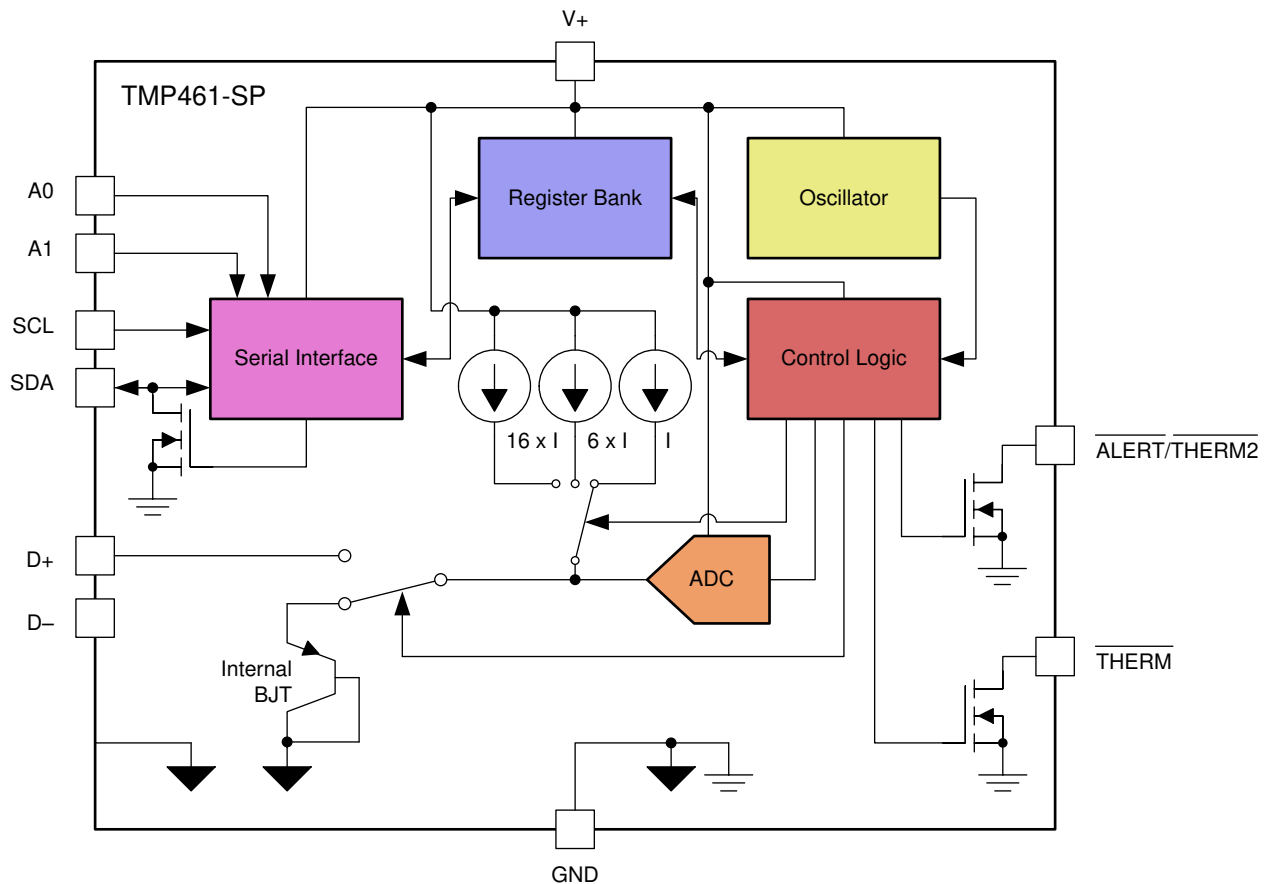 V+
TMP461-SP
A0
A1
SCL
SDA
D+
D–
Register Bank
Oscillator
Serial Interface
Control Logic
16 x I
6 x I
I
ALERT/THERM2
ADC
Internal
BJT
THERM
GND